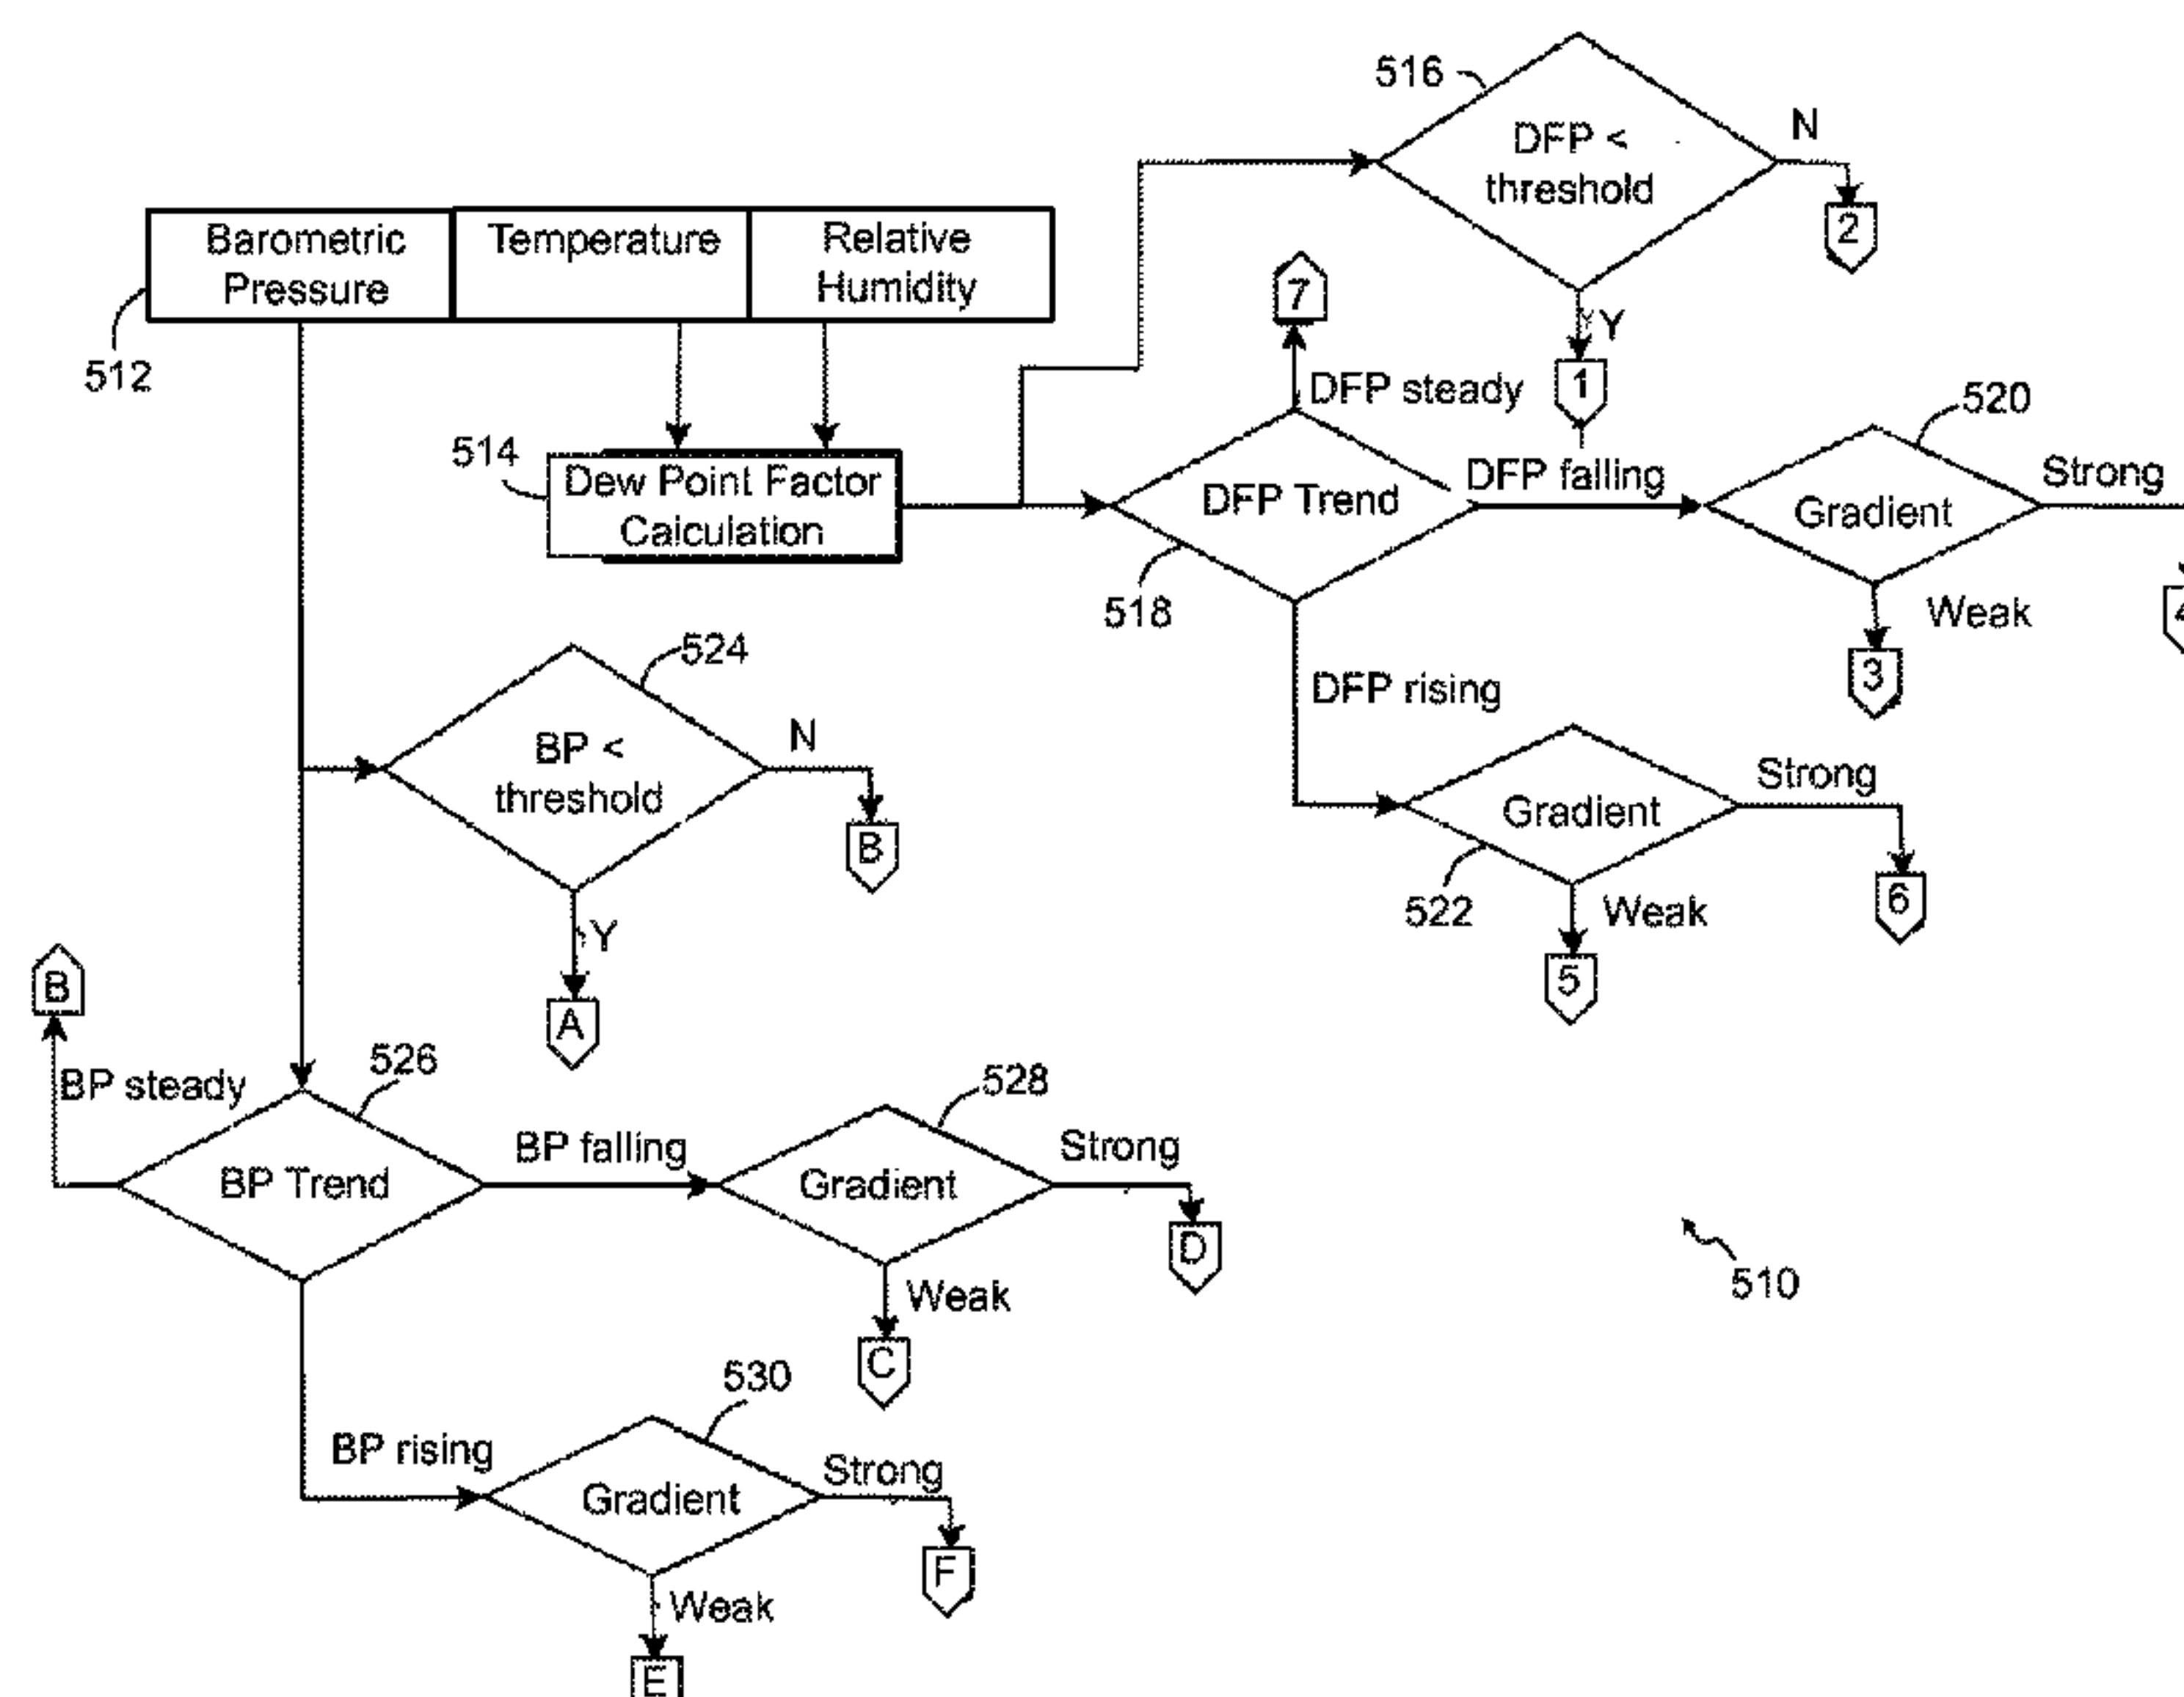 516
DFP <
threshold
N
2
Y
1
Barometric
Pressure
Temperature
Relative
Humidity
512
7
DFP steady
514
Dew Point Factor
Calculation
DFP Trend
518
DFP falling
520
Gradient
Strong
4
Weak
3
DFP rising
Gradient
522
Strong
6
Weak
5
524
BP <
threshold
N
B
Y
A
B
BP steady
526
BP Trend
BP falling
528
Gradient
Strong
D
Weak
C
510
BP rising
530
Gradient
Strong
F
Weak
E